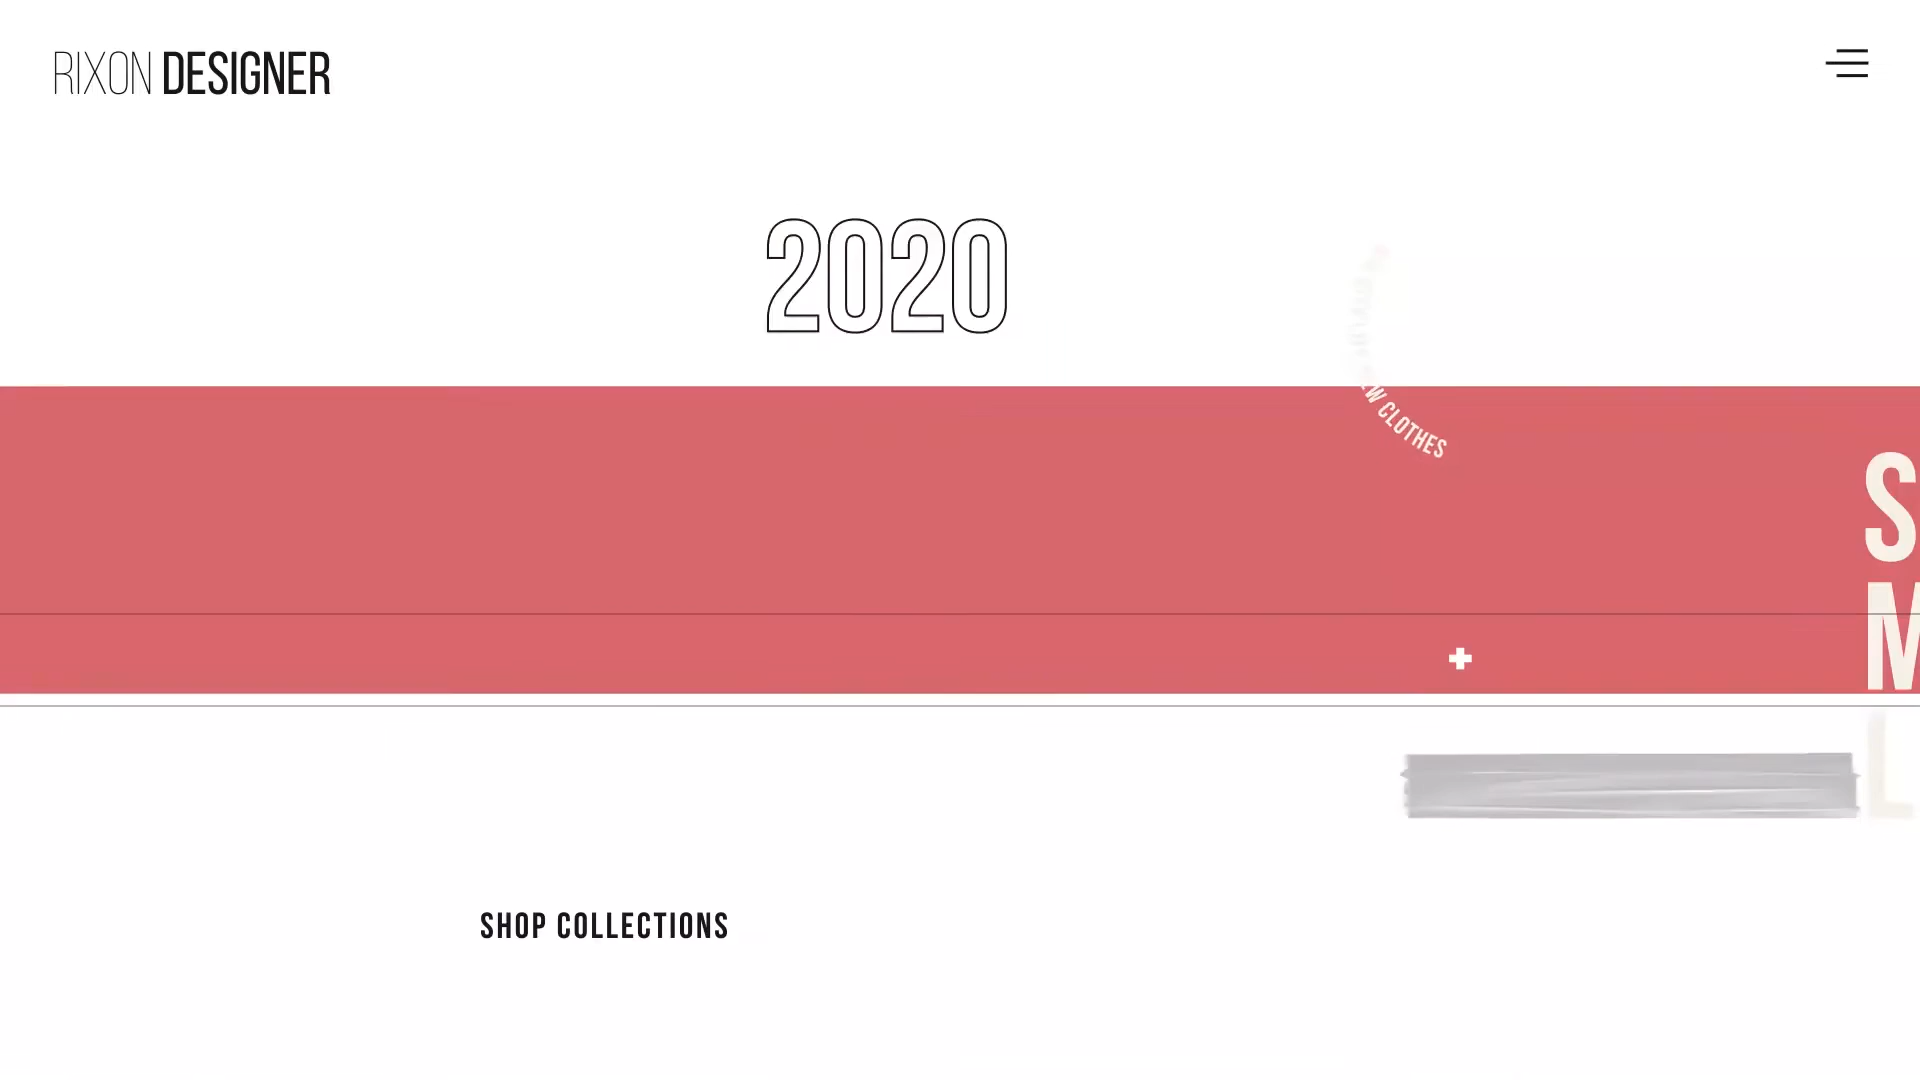 RIXON DESIGNER
2020
CLOTHES
S
M
L
SHOP COLLECTIONS